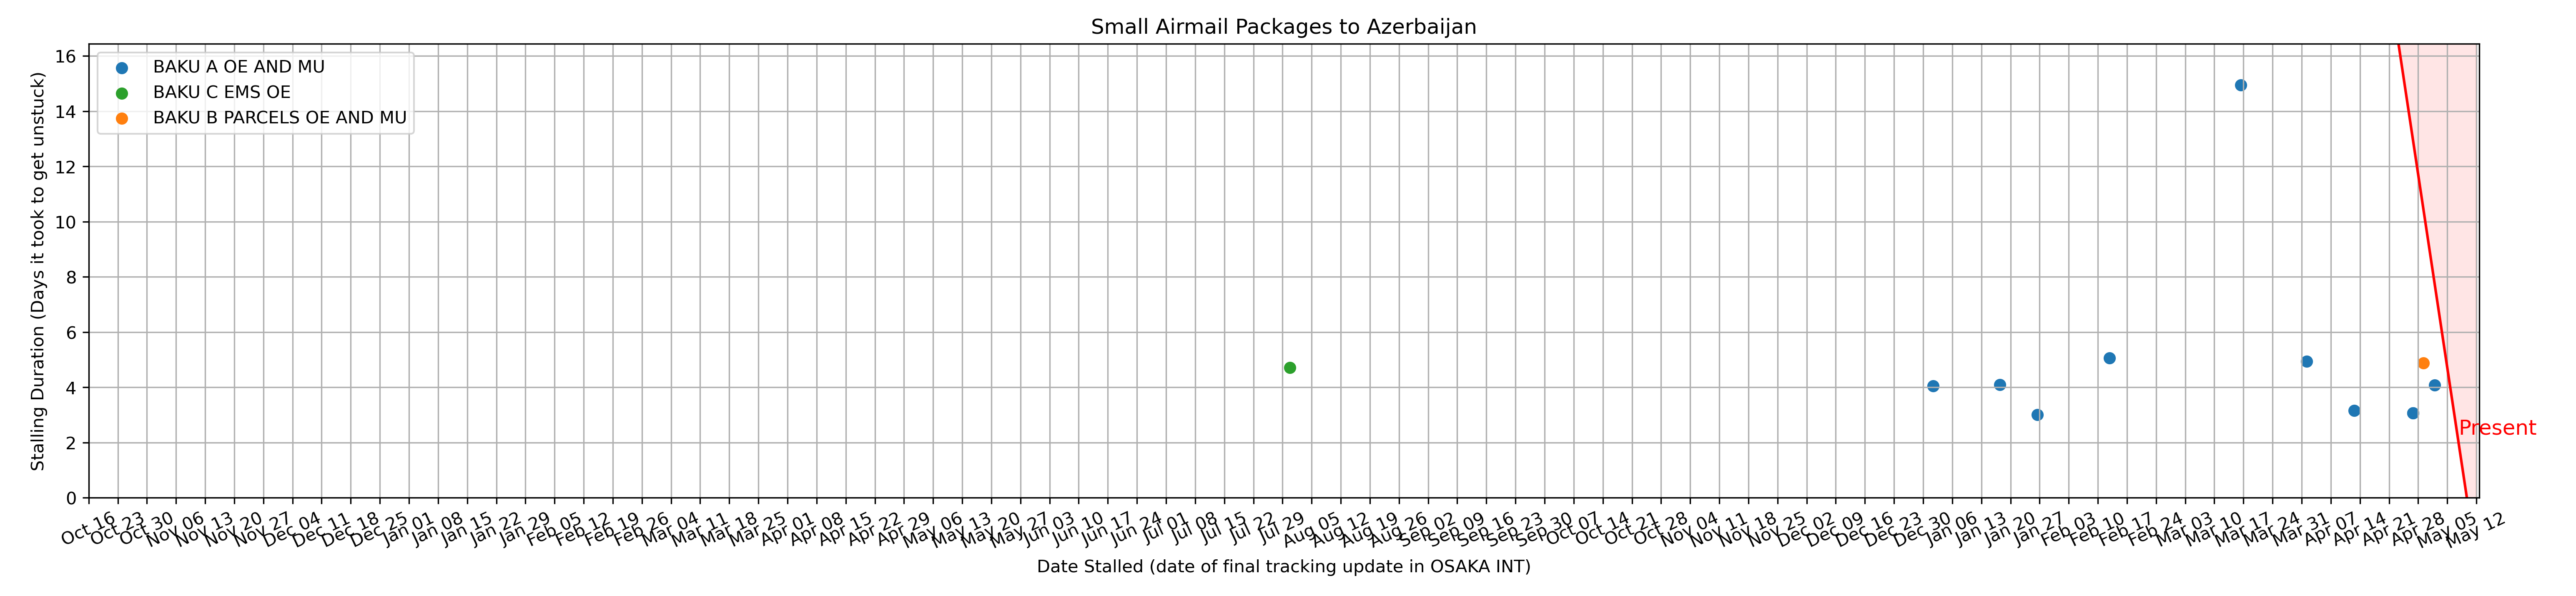 Small Airmail Packages to Azerbaijan
Stalling Duration (Days it took to get unstuck)
16
14
12
10
8
6
4
2
0
BAKU A OE AND MU
BAKU C EMS OE
BAKU B PARCELS OE AND MU
Present
Oct 16
Oct 23
Oct 30
Nov 06
Nov 13
Nov 20
Nov 27
Dec 04
Dec 11
Dec 18
Dec 25
Jan 01
Jan 08
Jan 15
Jan 22
Jan 29
Feb 05
Feb 12
Feb 19
Feb 26
Mar 04
Mar 11
Mar 18
Mar 25
Apr 01
Apr 08
Apr 15
Apr 22
Apr 29
May 06
May 13
May 20
May 27
Jun 03
Jun 10
Jun 17
Jun 24
Jul 01
Jul 08
Jul 15
Jul 22
Jul 29
Aug 05
Aug 12
Aug 19
Aug 26
Sep 02
Sep 09
Sep 16
Sep 23
Sep 30
Oct 07
Oct 14
Oct 21
Oct 28
Nov 04
Nov 11
Nov 18
Nov 25
Dec 02
Dec 09
Dec 16
Dec 23
Dec 30
Jan 06
Jan 13
Jan 20
Jan 27
Feb 03
Feb 10
Feb 17
Feb 24
Mar 03
Mar 10
Mar 17
Mar 24
Mar 31
Apr 07
Apr 14
Apr 21
Apr 28
May 05
May 12
Date Stalled (date of final tracking update in OSAKA INT)